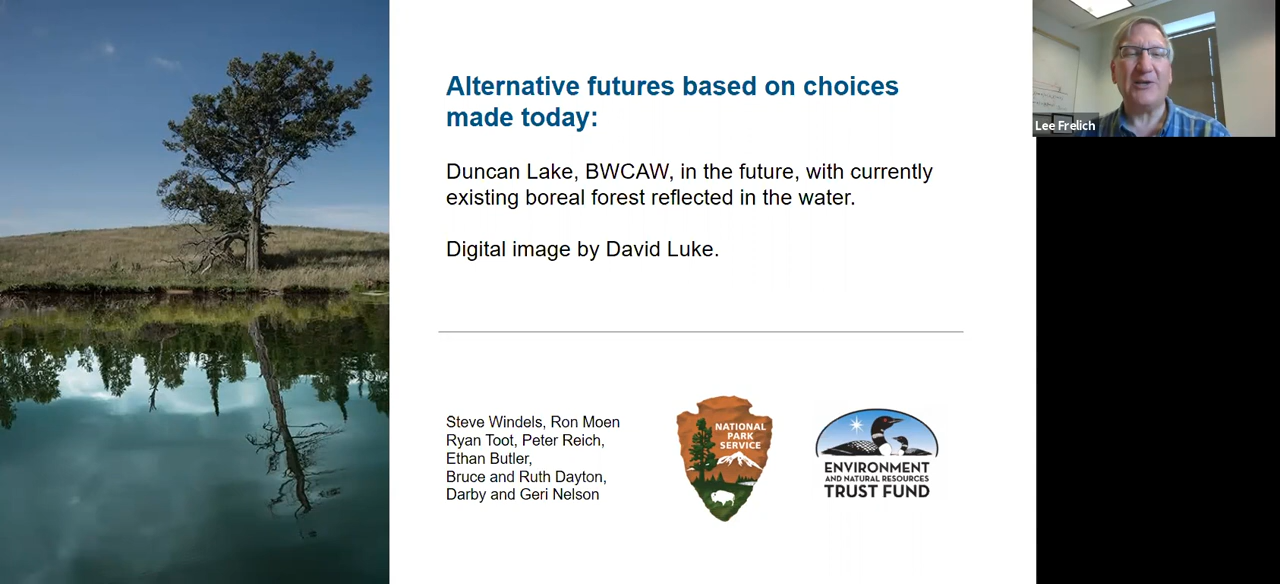 Alternative futures based on choices
made today:
Duncan Lake, BWCAW, in the future, with currently
existing boreal forest reflected in the water.
Digital image by David Luke.
Steve Windels, Ron Moen
Ryan Toot, Peter Reich,
Ethan Butler,
Bruce and Ruth Dayton,
Darby and Geri Nelson
NATIONAL
PARK
SERVICE
ENVIRONMENT
AND NATURAL RESOURCES
TRUST FUND
Lee Frelich